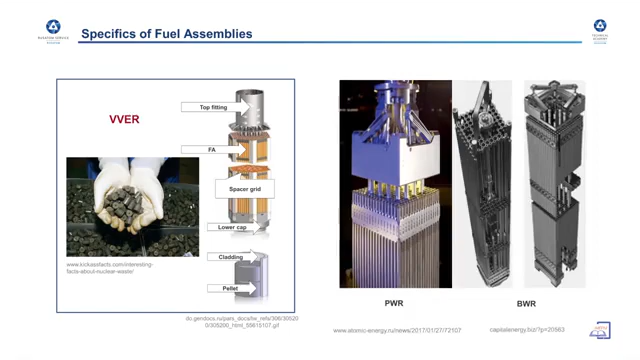 Specifics of Fuel Assemblies
VVER
Top fitting
FA
Spacer grid
Lower cap
Cladding
Pellet
www.kickassfacts.com/interesting-
facts-about-nuclear-waste/
PWR
BWR
www.atomic-energy.ru/news/2017/01/27/72107
capitalenergy.biz/?p=20563